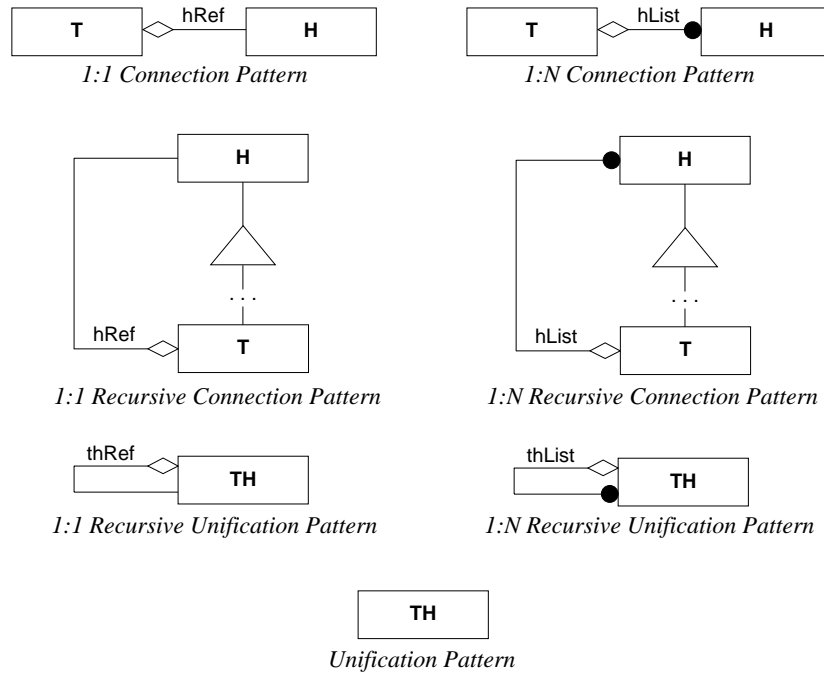 hRef hList
T H T H
1:1 Connection Pattern 1:N Connection Pattern
H H
. . . . . .
hRef T hList T
1:1 Recursive Connection Pattern 1:N Recursive Connection Pattern
thRef thList
TH TH
1:1 Recursive Unification Pattern 1:N Recursive Unification Pattern
TH
Unification Pattern